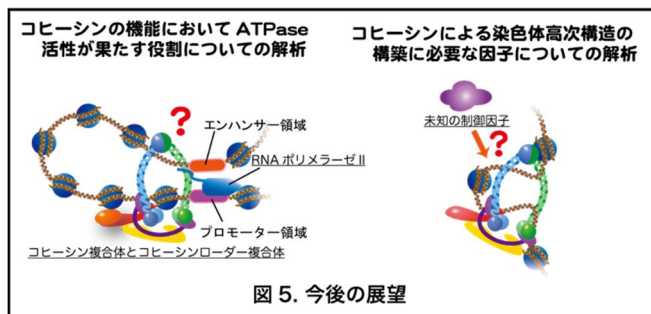 コヒーシンの機能において ATPase
活性が果たす役割についての解析
コヒーシンによる染色体高次構造の
構築に必要な因子についての解析
?
エンハンサー領域
RNA ポリメラーゼ II
プロモーター領域
コヒーシン複合体とコヒーシンローダー複合体
未知の制御因子
?
図 5. 今後の展望